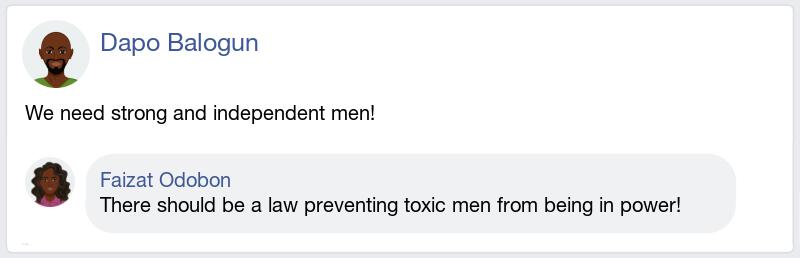 Dapo Balogun
We need strong and independent men!
Faizat Odobon
There should be a law preventing toxic men from being in power!